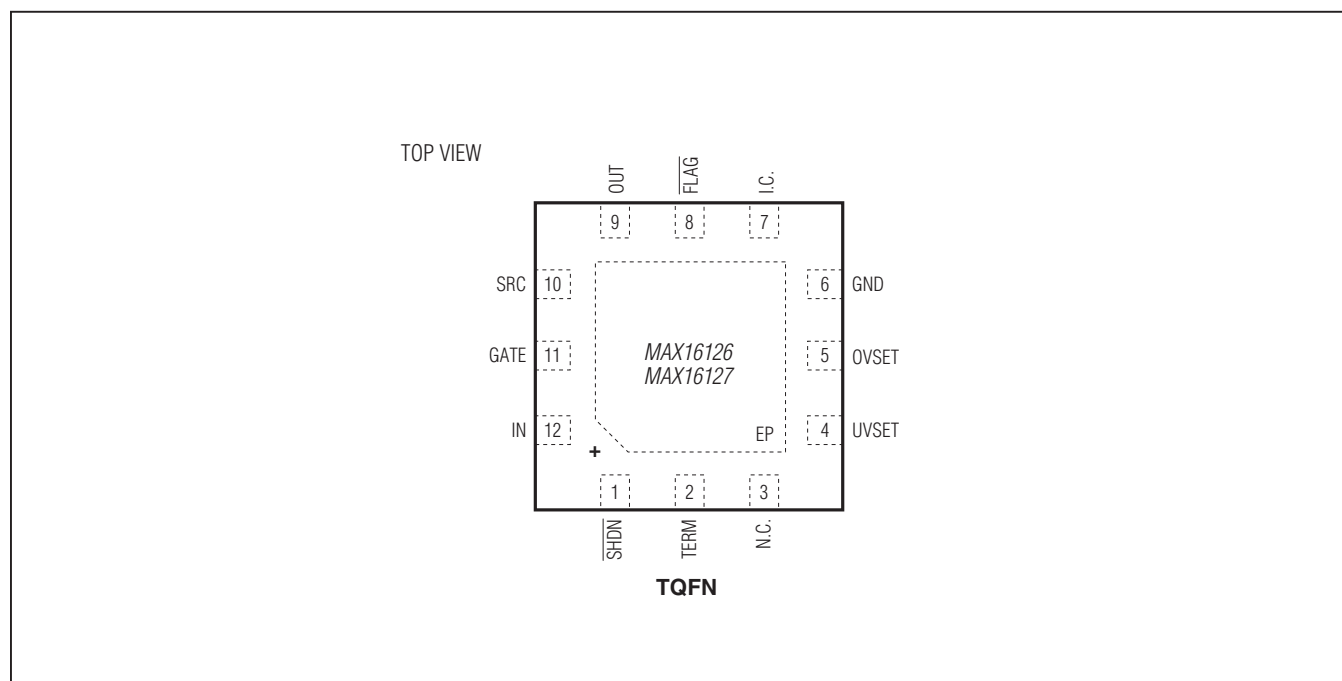 TOP VIEW
OUT
FLAG
I.C.
9
8
7
SRC
10
6
GND
GATE
11
MAX16126
MAX16127
5
OVSET
IN
12
EP
4
UVSET
+
1
2
3
SHDN
TERM
N.C.
TQFN